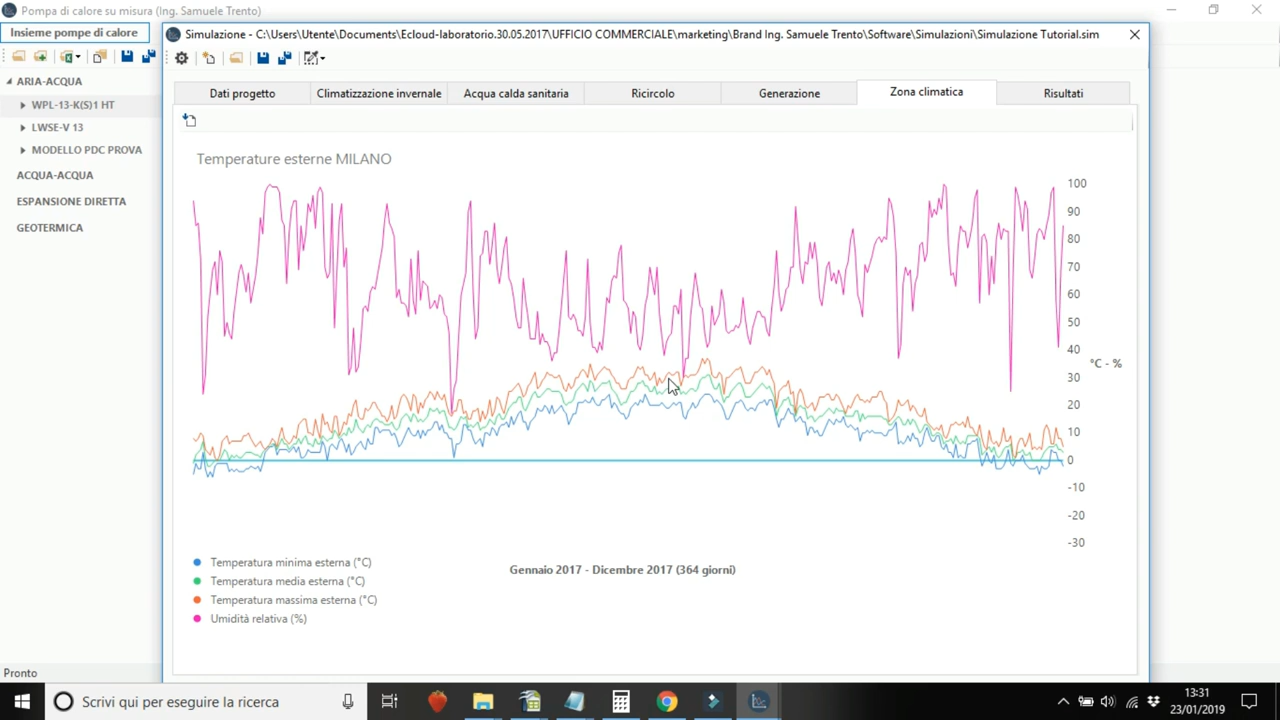 Pompa di calore su misura (Ing. Samuele Trento)
Insieme pompe di calore
ARIA-ACQUA
WPL-13-K(S)1 HT
LWSE-V 13
MODELLO PDC PROVA
ACQUA-ACQUA
ESPANSIONE DIRETTA
GEOTERMICA
Pronto
Simulazione - C:\Users\Utente\Documents\Ecloud-laboratorio.30.05.2017\UFFICIO COMMERCIALE\marketing\Brand Ing. Samuele Trento\Software\Simulazioni\Simulazione Tutorial.sim
Dati progetto
Climatizzazione invernale
Acqua calda sanitaria
Ricircolo
Generazione
Zona climatica
Risultati
Temperature esterne MILANO
100
90
80
70
60
50
40
°C - %
30
20
10
0
-10
-20
-30
Temperatura minima esterna (°C)
Temperatura media esterna (°C)
Temperatura massima esterna (°C)
Umidità relativa (%)
Gennaio 2017 - Dicembre 2017 (364 giorni)
Scrivi qui per eseguire la ricerca
13:31
23/01/2019